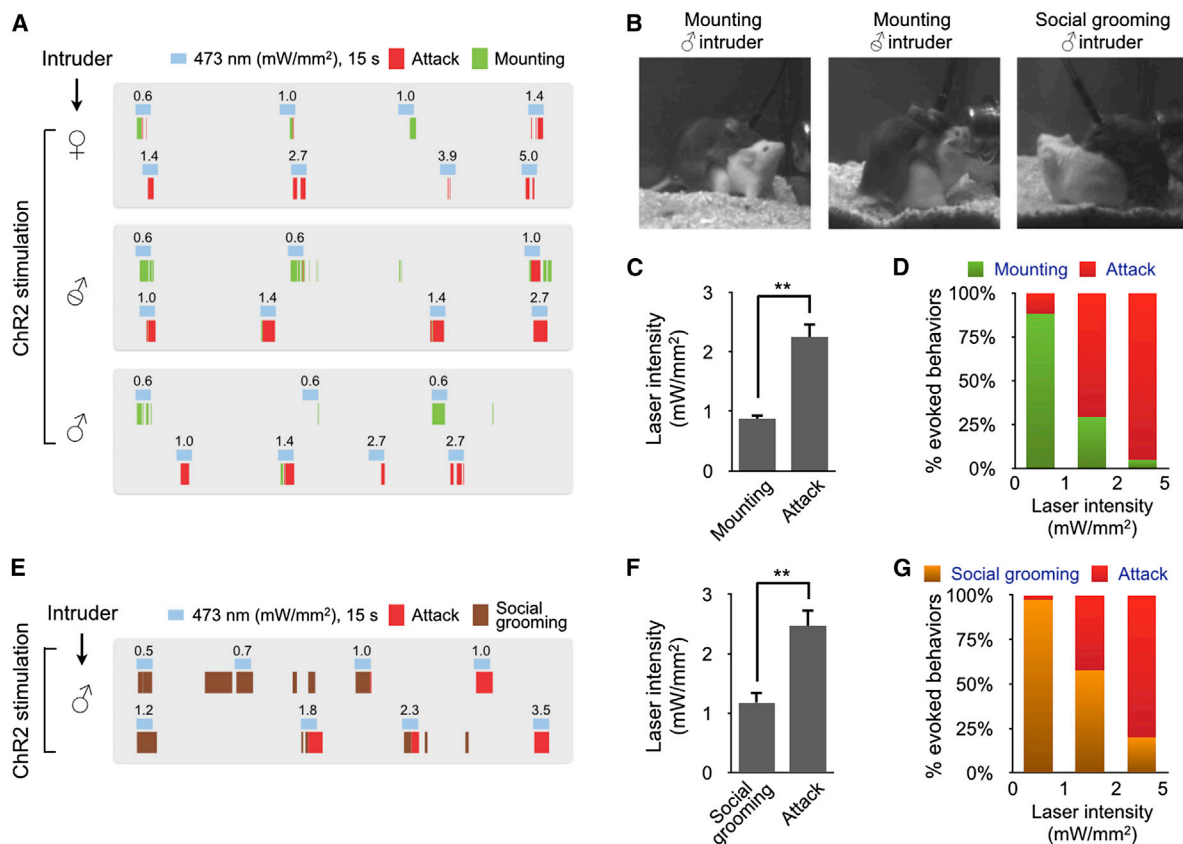 A
Intruder
473 nm (mW/mm²), 15 s Attack Mounting
ChR2 stimulation
♀
0.6 1.0 1.0 1.4
1.4 2.7 3.9 5.0
0.6 0.6 1.0
1.0 1.4 1.4 2.7
♂
0.6 0.6 0.6
1.0 1.4 2.7 2.7
B
Mounting
♂ intruder
Mounting
intruder
Social grooming
♂ intruder
C
Laser intensity
(mW/mm²)
3
2
1
0
**
Mounting
Attack
D
Mounting Attack
% evoked behaviors
100%
75%
50%
25%
0%
0 1 2 5
Laser intensity
(mW/mm²)
E
Intruder
473 nm (mW/mm²), 15 s Attack Social
grooming
ChR2 stimulation
♂
0.5 0.7 1.0 1.0
1.2 1.8 2.3 3.5
F
Laser intensity
(mW/mm²)
3
2
1
0
**
Social
grooming
Attack
G
Social grooming Attack
% evoked behaviors
100%
75%
50%
25%
0%
0 1 2 5
Laser intensity
(mW/mm²)